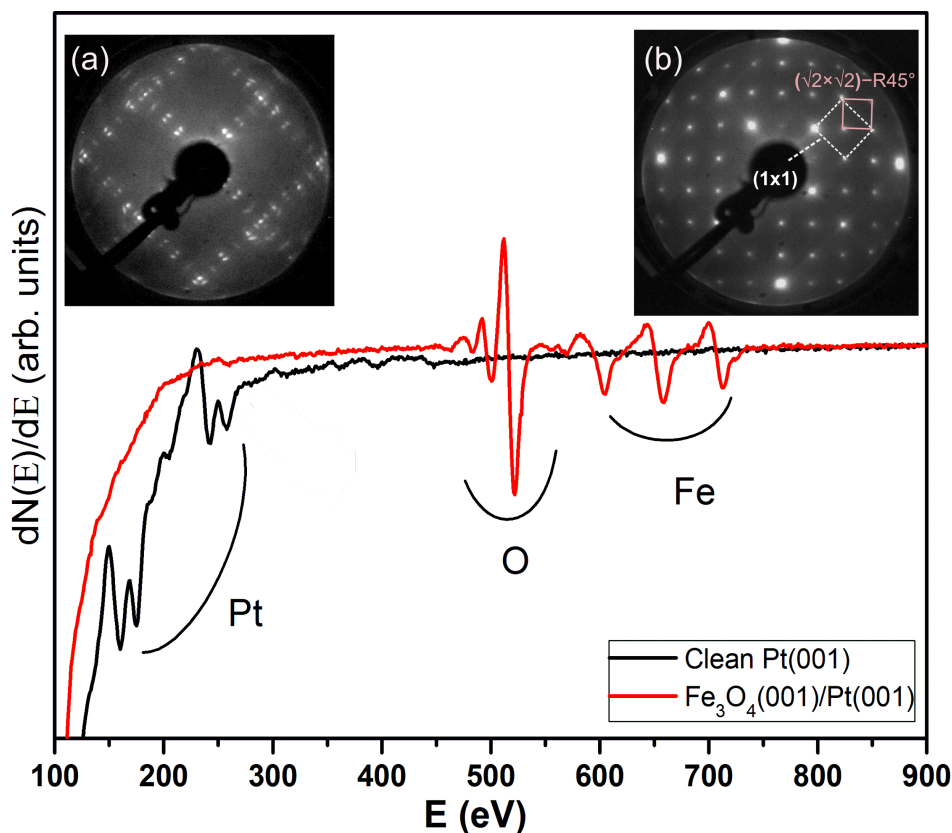 (a)
(b)
(√2×√2)−R45°
(1x1)
dN(E)/dE (arb. units)
Pt
O
Fe
Clean Pt(001)
Fe₃O₄(001)/Pt(001)
100 200 300 400 500 600 700 800 900
E (eV)